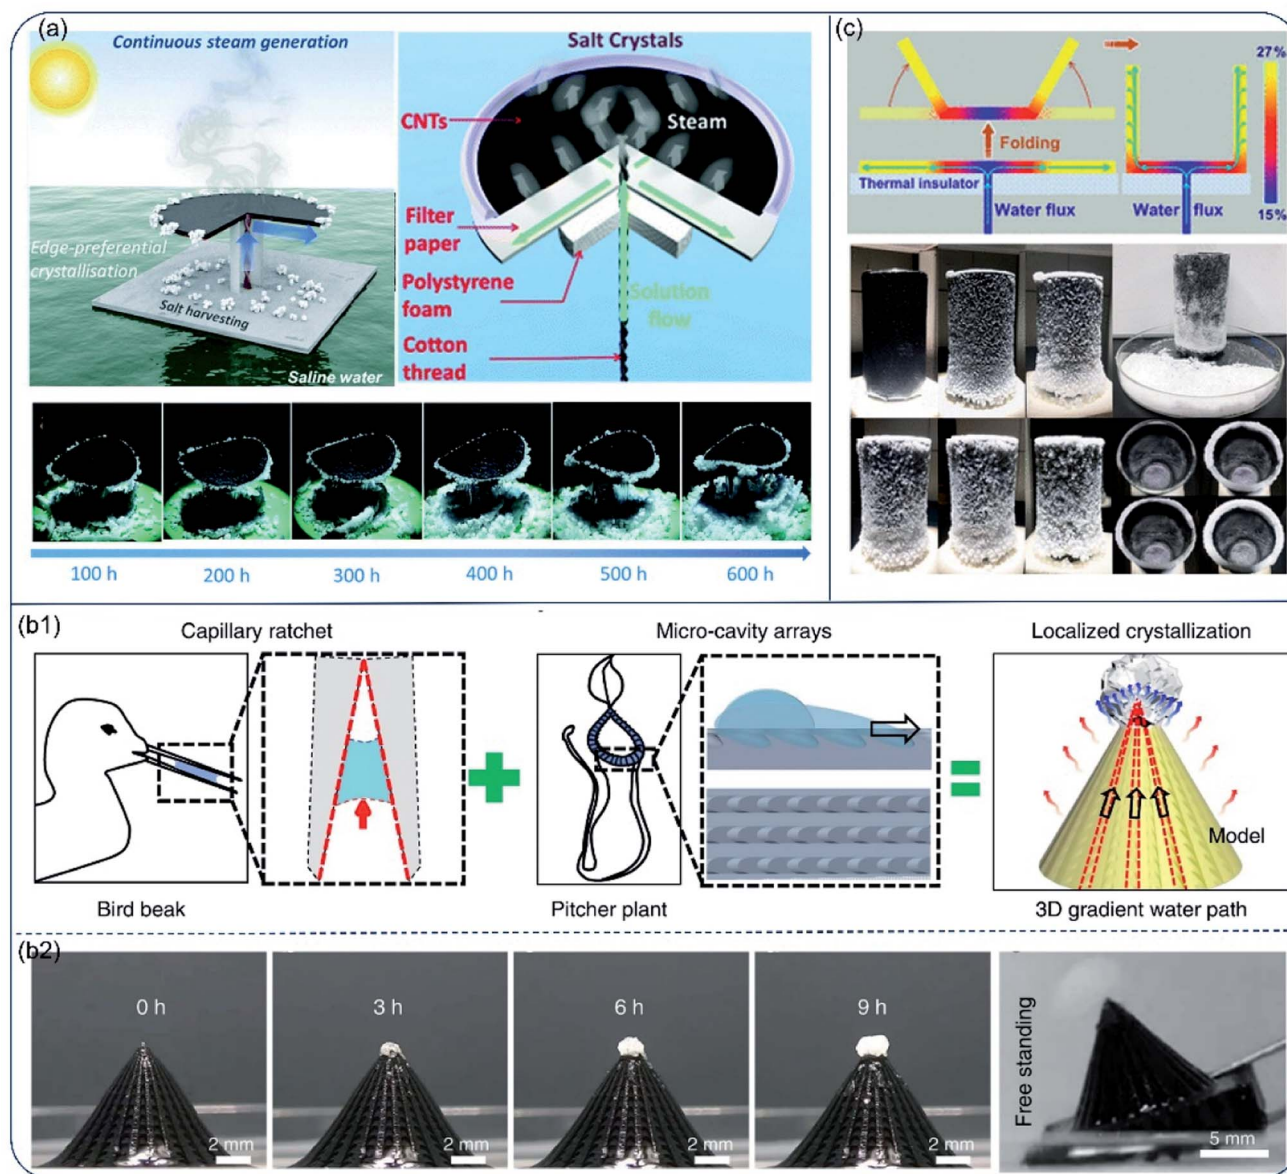 (a)
Continuous steam generation
Edge-preferential
crystallisation
Salt harvesting
Saline water
Salt Crystals
CNTs
Steam
Filter
paper
Polystyrene
foam
Solution
flow
Cotton
thread
100 h
200 h
300 h
400 h
500 h
600 h
(c)
27%
Folding
Thermal insulator
Water flux
Water
flux
15%
(b1)
Capillary ratchet
Micro-cavity arrays
Localized crystallization
Model
Bird beak
Pitcher plant
3D gradient water path
(b2)
0 h
3 h
6 h
9 h
Free standing
2 mm
2 mm
2 mm
2 mm
5 mm